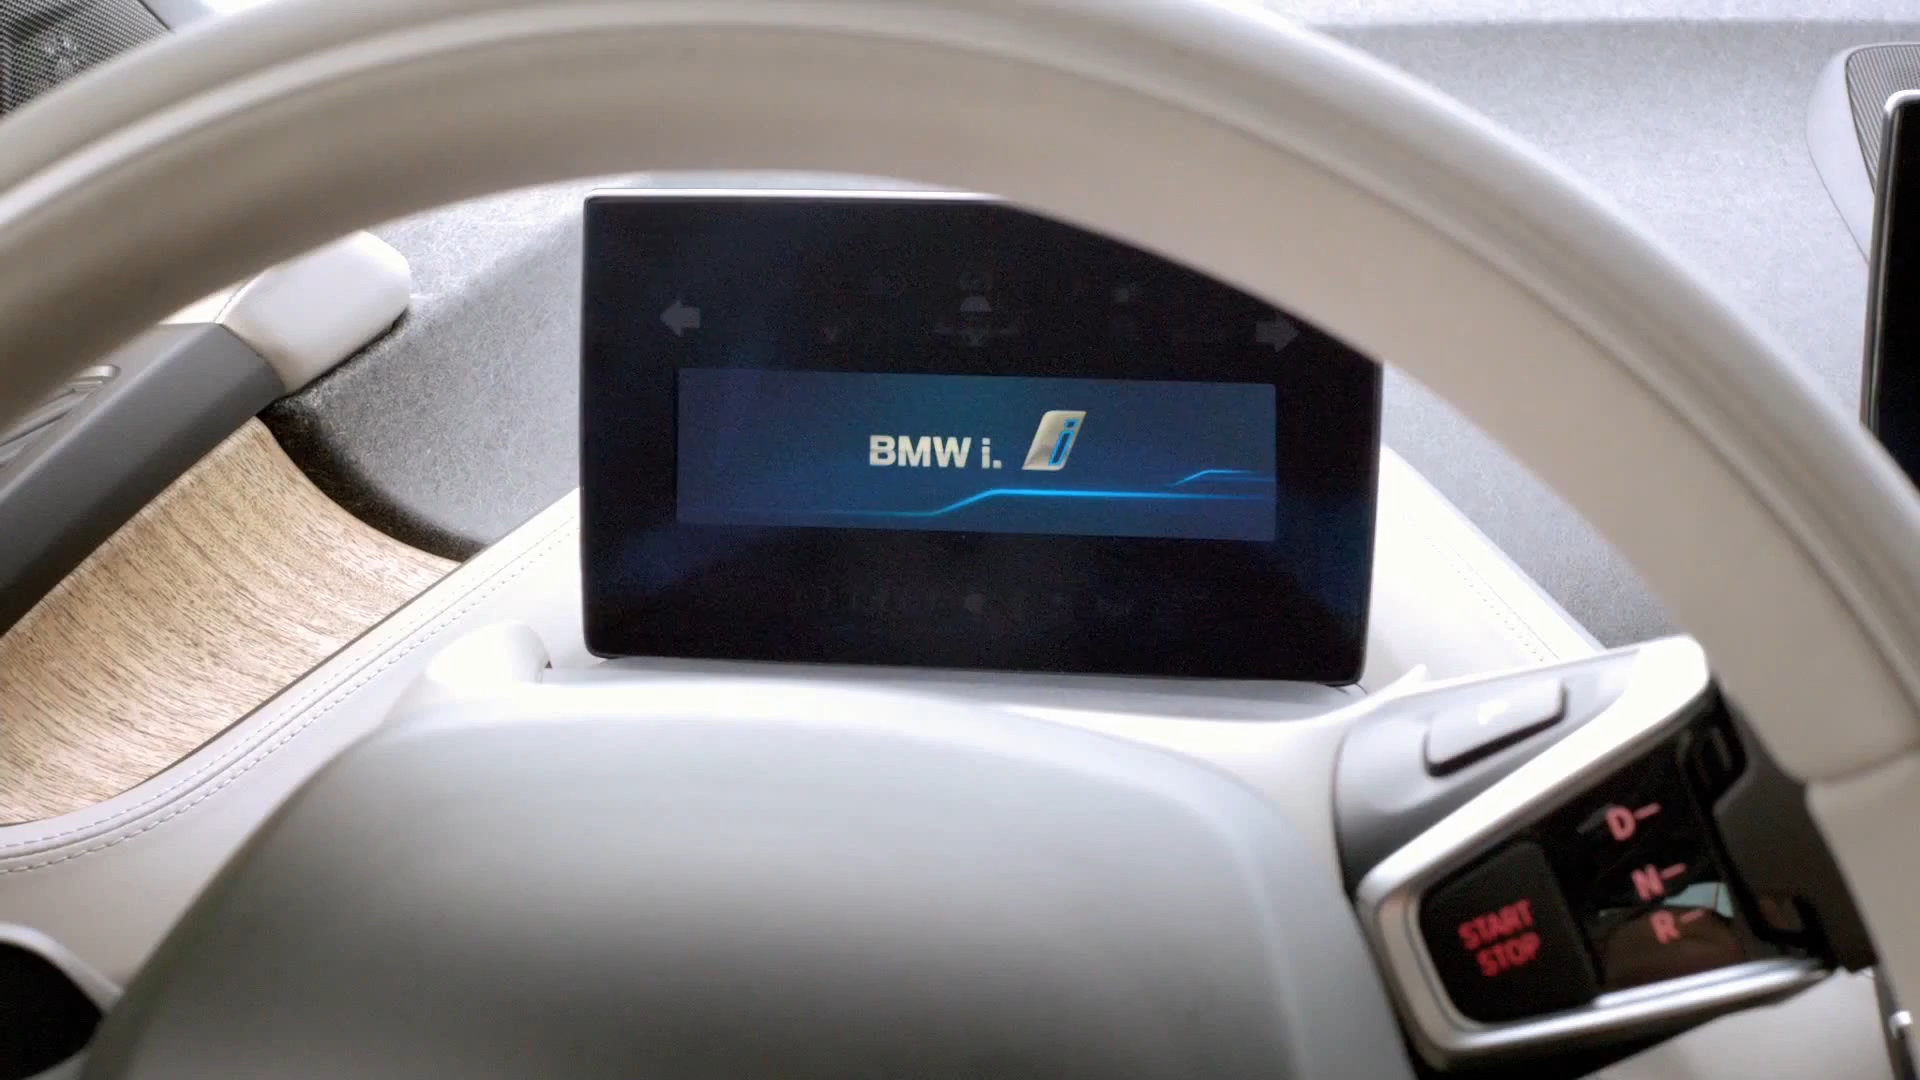 BMW i. i
D–
N–
R–
START
STOP